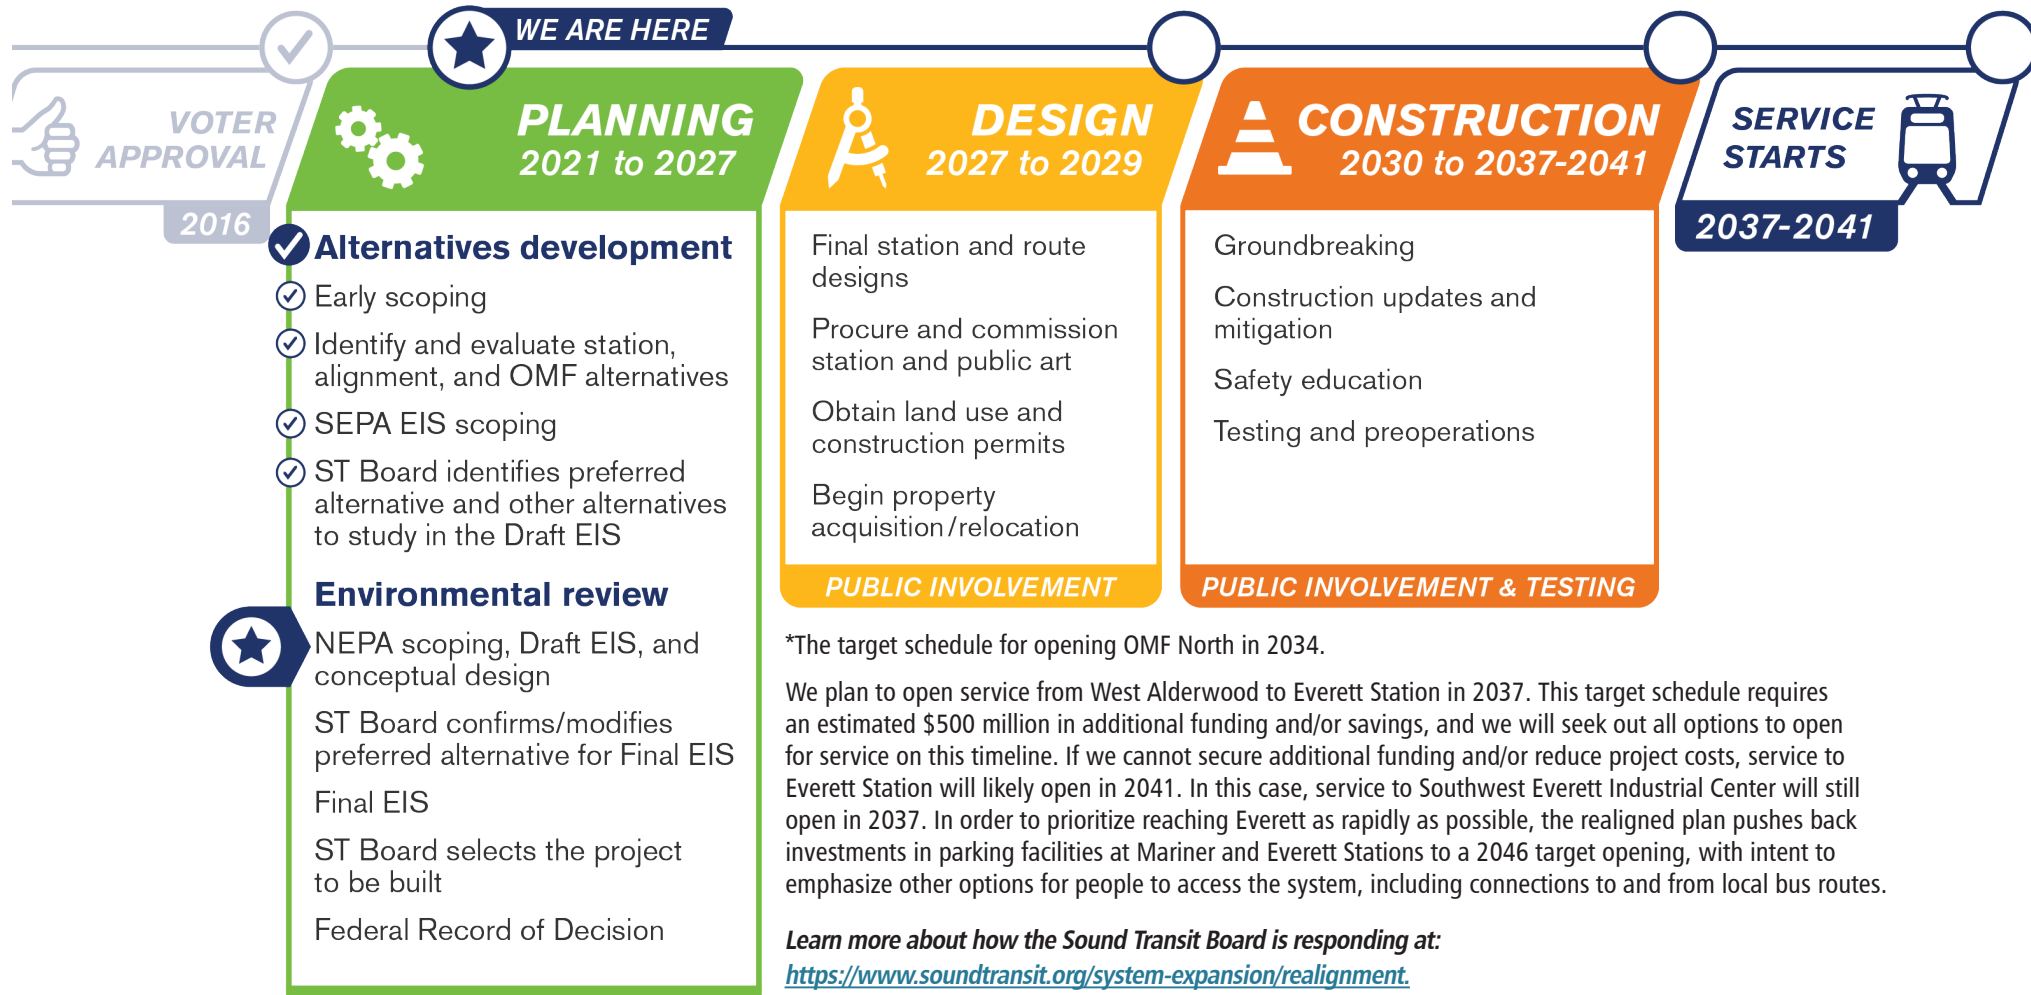 WE ARE HERE
VOTER
APPROVAL
2016
PLANNING
2021 to 2027
Alternatives development
Early scoping
Identify and evaluate station,
alignment, and OMF alternatives
SEPA EIS scoping
ST Board identifies preferred
alternative and other alternatives
to study in the Draft EIS
Environmental review
NEPA scoping, Draft EIS, and
conceptual design
ST Board confirms/modifies
preferred alternative for Final EIS
Final EIS
ST Board selects the project
to be built
Federal Record of Decision
DESIGN
2027 to 2029
Final station and route
designs
Procure and commission
station and public art
Obtain land use and
construction permits
Begin property
acquisition/relocation
PUBLIC INVOLVEMENT
CONSTRUCTION
2030 to 2037-2041
Groundbreaking
Construction updates and
mitigation
Safety education
Testing and preoperations
PUBLIC INVOLVEMENT & TESTING
SERVICE
STARTS
2037-2041
*The target schedule for opening OMF North in 2034.
We plan to open service from West Alderwood to Everett Station in 2037. This target schedule requires
an estimated $500 million in additional funding and/or savings, and we will seek out all options to open
for service on this timeline. If we cannot secure additional funding and/or reduce project costs, service to
Everett Station will likely open in 2041. In this case, service to Southwest Everett Industrial Center will still
open in 2037. In order to prioritize reaching Everett as rapidly as possible, the realigned plan pushes back
investments in parking facilities at Mariner and Everett Stations to a 2046 target opening, with intent to
emphasize other options for people to access the system, including connections to and from local bus routes.
Learn more about how the Sound Transit Board is responding at:
https://www.soundtransit.org/system-expansion/realignment.